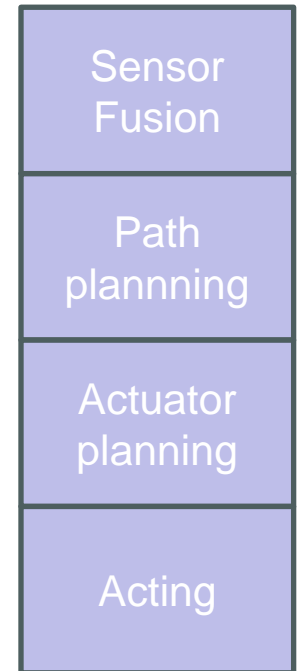 Sensor
Fusion
Path
plannning
Actuator
planning
Acting